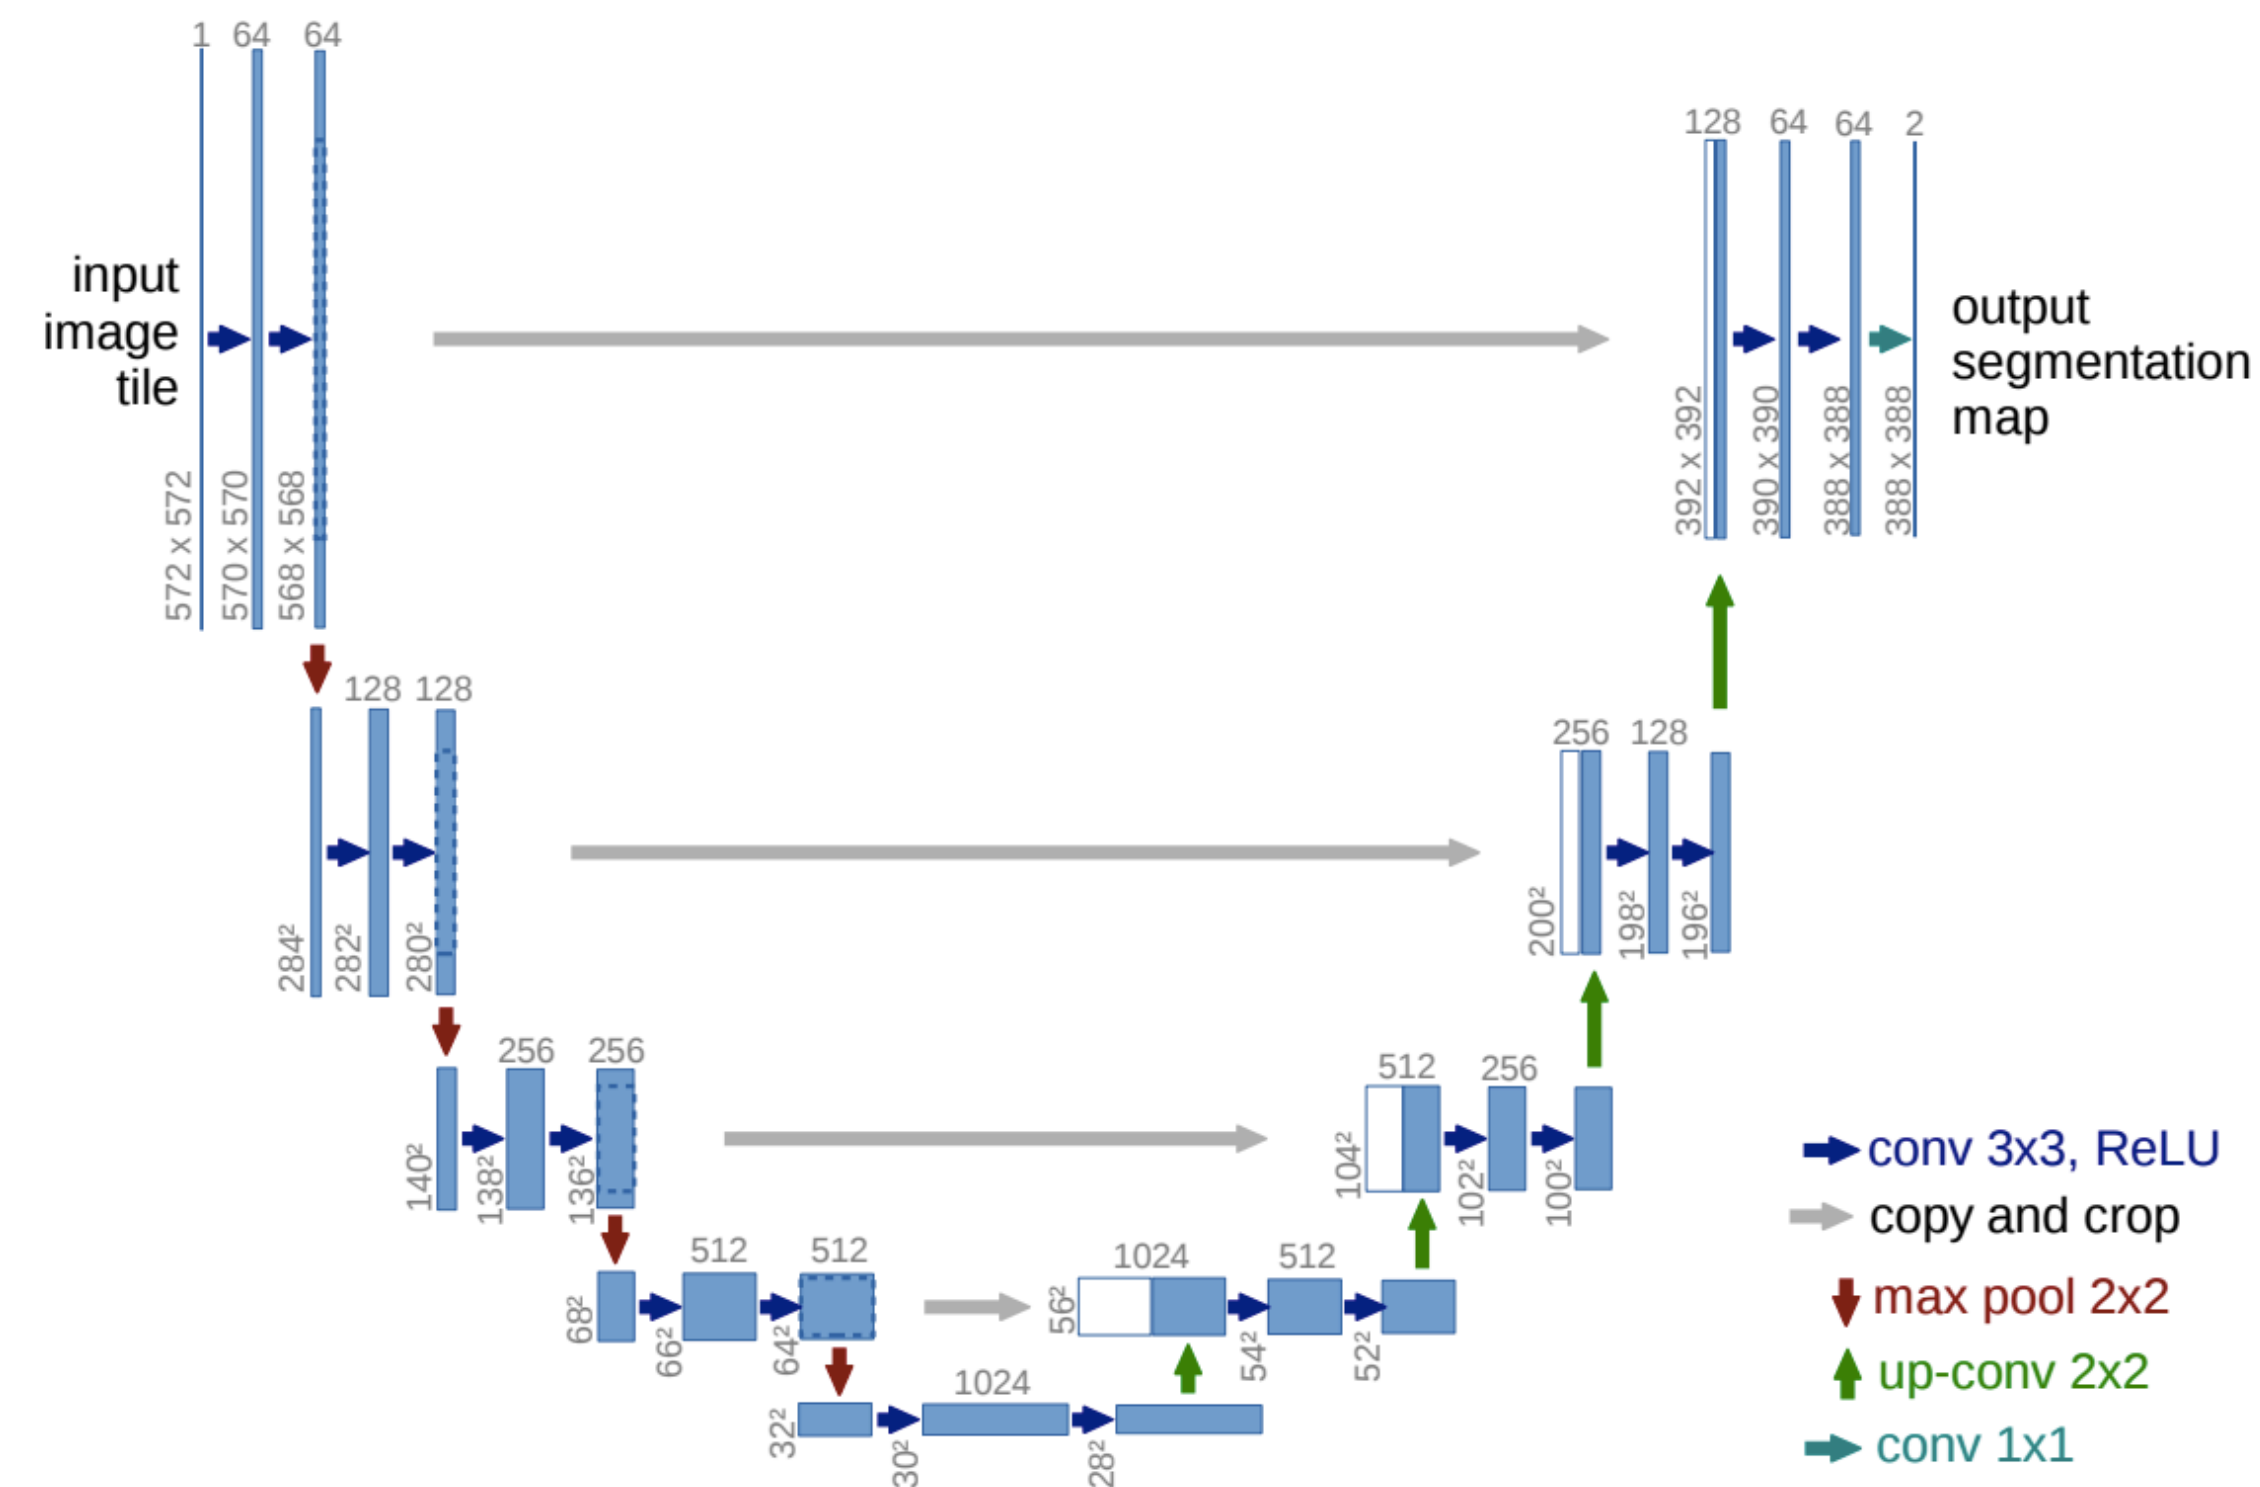 1 64 64
input
image
tile
572 x 572
570 x 570
568 x 568
128 64 64 2
392 x 392
390 x 390
388 x 388
388 x 388
output
segmentation
map
128 128
284²
282²
280²
256 128
200²
198²
196²
256 256
140²
138²
136²
512 256
104²
102²
100²
512 512
68²
66²
64²
1024 512
56²
54²
52²
1024
32²
30²
28²
conv 3x3, ReLU
copy and crop
max pool 2x2
up-conv 2x2
conv 1x1